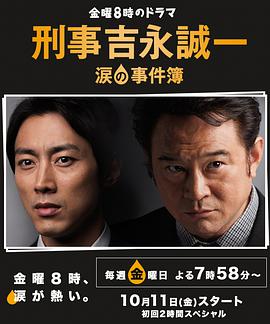 金曜8時のドラマ
刑事吉永誠一
涙の事件簿
金曜8時、
涙が熱い。
毎週 金曜日 よる7時58分〜
10月11日(金)スタート
初回2時間スペシャル